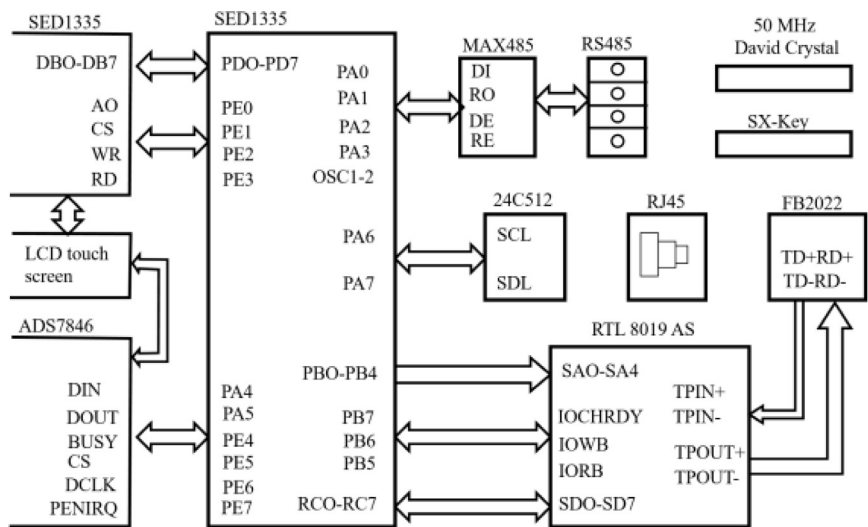 SED1335
DBO-DB7
AO
CS
WR
RD
LCD touch
screen
ADS7846
DIN
DOUT
BUSY
CS
DCLK
PENIRQ
SED1335
PDO-PD7
PE0
PE1
PE2
PE3
PA4
PA5
PE4
PE5
PE6
PE7
PA0
PA1
PA2
PA3
OSC1-2
PA6
PA7
PBO-PB4
PB7
PB6
PB5
RCO-RC7
MAX485
DI
RO
DE
RE
RS485
50 MHz
David Crystal
SX-Key
24C512
SCL
SDL
RJ45
FB2022
TD+RD+
TD-RD-
RTL 8019 AS
SAO-SA4
IOCHRDY
IOWB
IORB
SDO-SD7
TPIN+
TPIN-
TPOUT+
TPOUT-